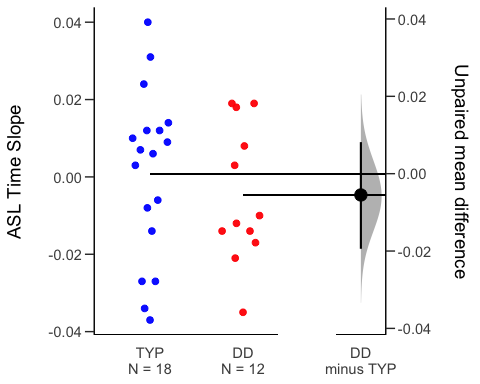 ASL Time Slope
0.04
0.02
0.00
-0.02
-0.04
TYP
N = 18
DD
N = 12
DD
minus TYP
0.04
0.02
0.00
-0.02
-0.04
Unpaired mean difference